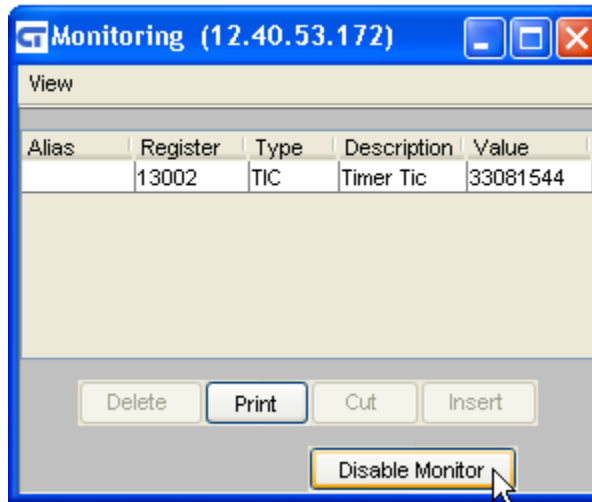 CTI Monitoring (12.40.53.172)
View
Alias Register Type Description Value
13002 TIC Timer Tic 33081544
Delete Print Cut Insert
Disable Monitor